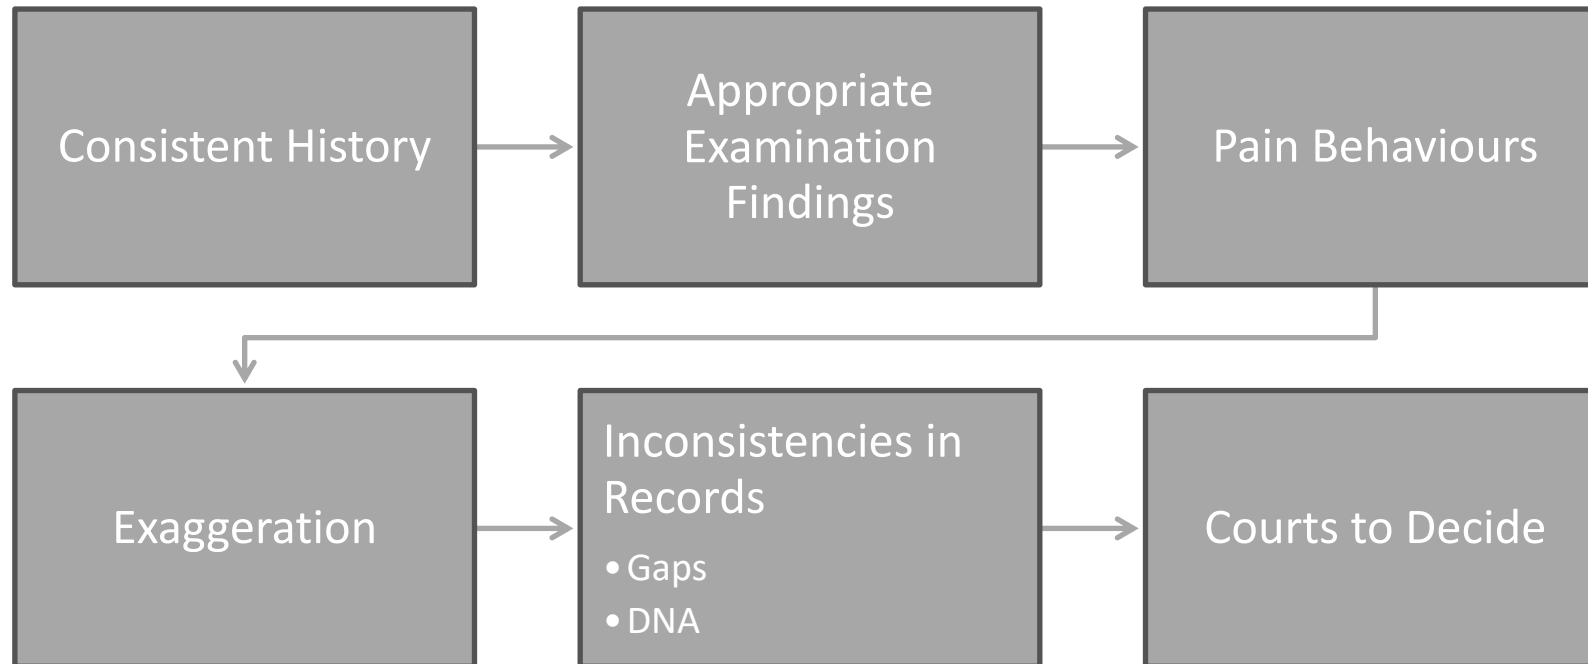 Consistent History
Appropriate
Examination
Findings
Pain Behaviours
Exaggeration
Inconsistencies in
Records
• Gaps
• DNA
Courts to Decide